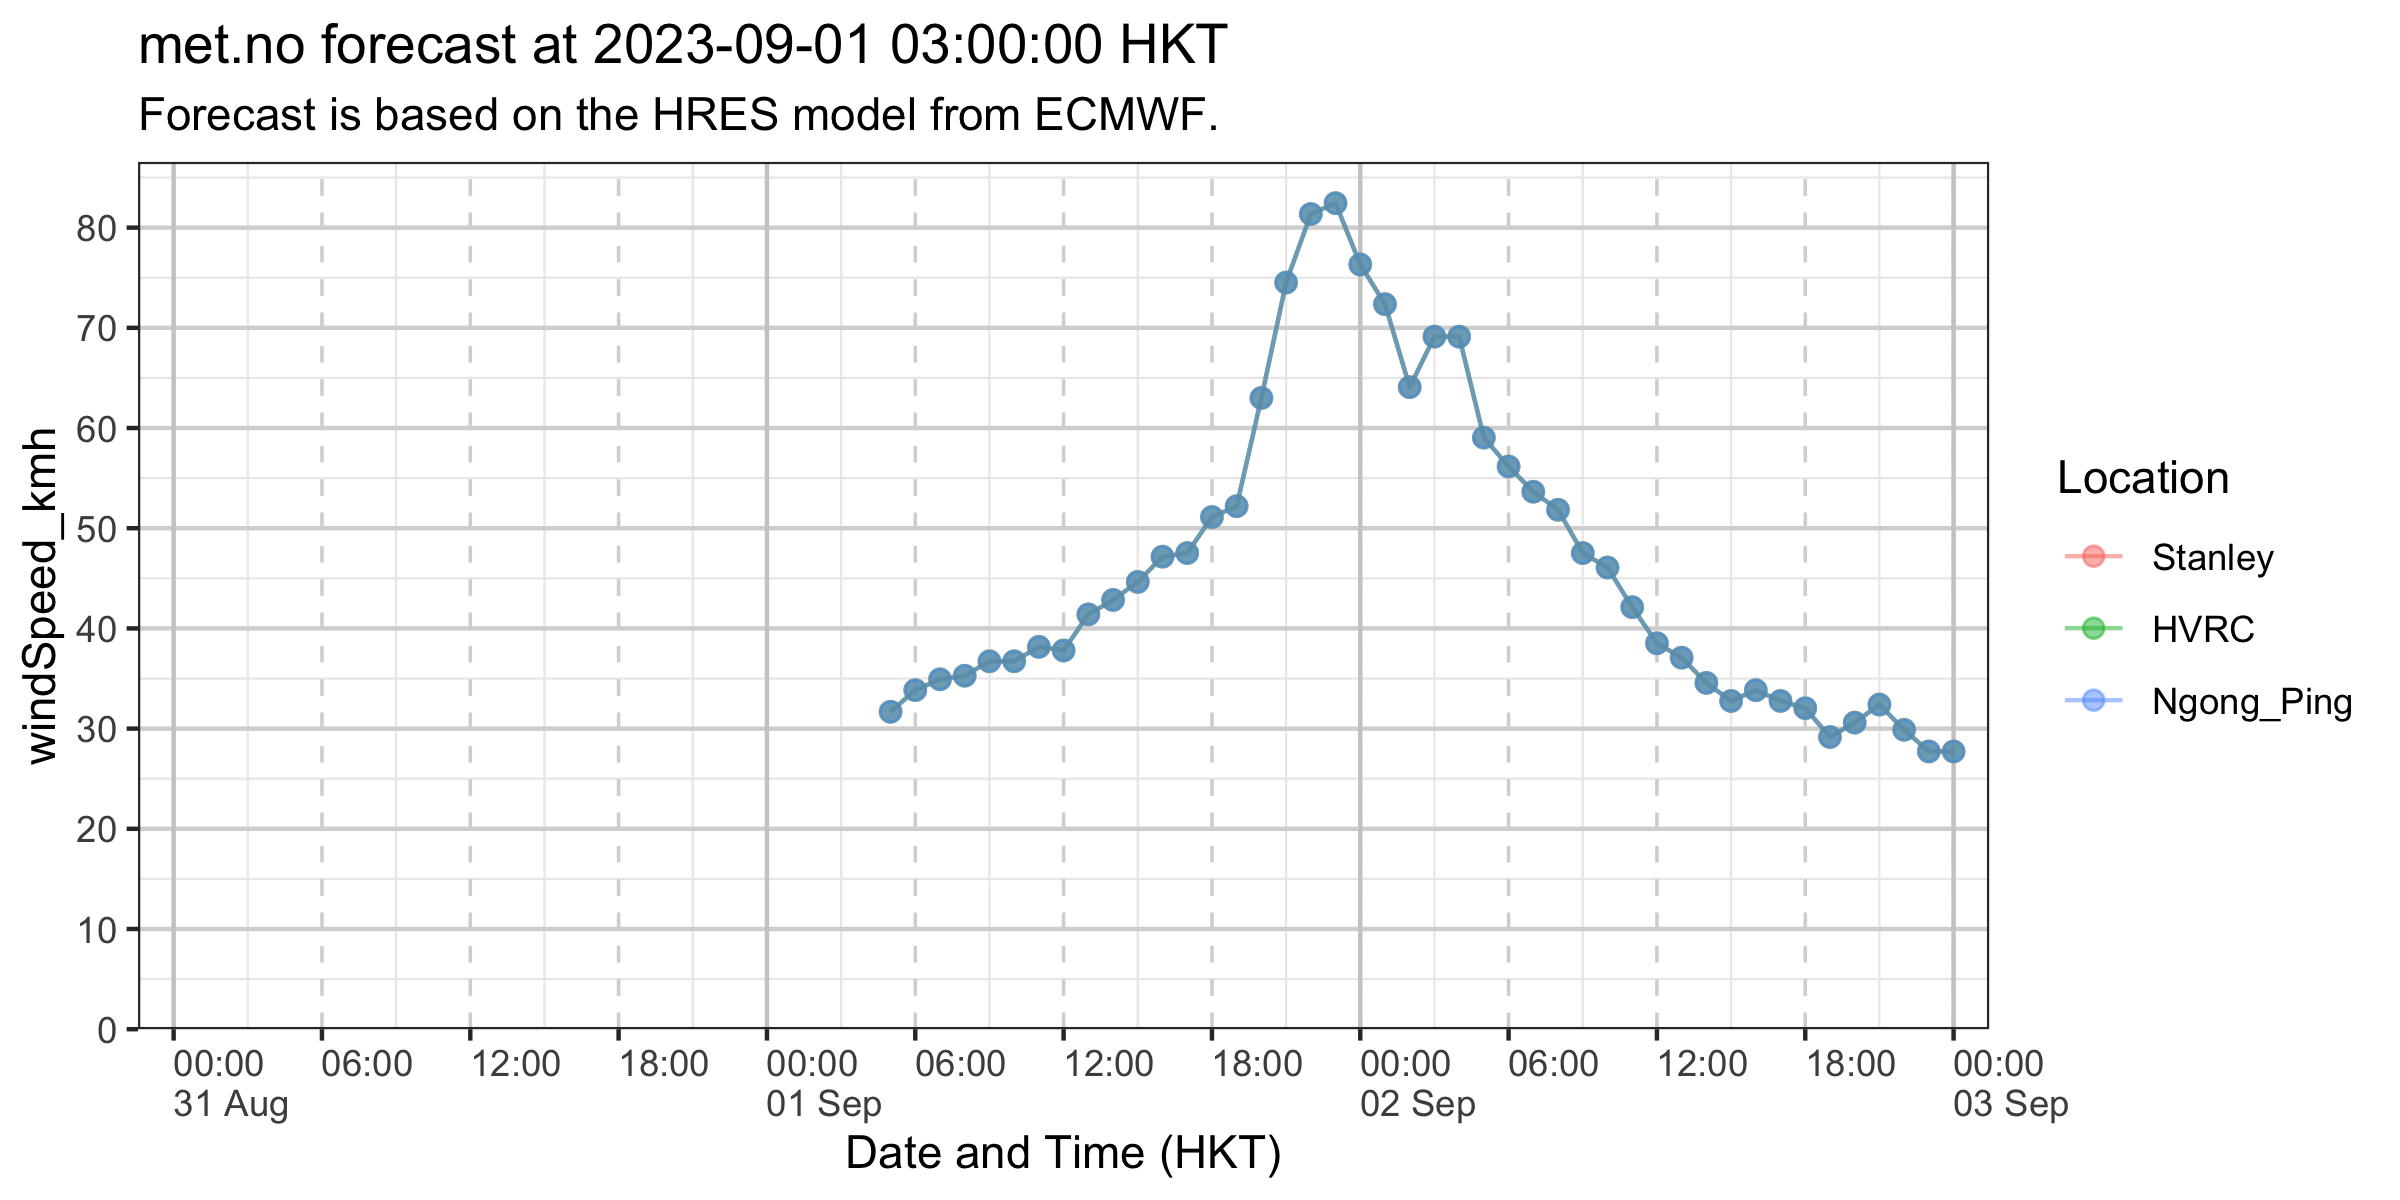 met.no forecast at 2023-09-01 03:00:00 HKT
Forecast is based on the HRES model from ECMWF.
windSpeed_kmh
80
70
60
50
40
30
20
10
0
00:00 06:00 12:00 18:00 00:00 06:00 12:00 18:00 00:00 06:00 12:00 18:00 00:00
31 Aug 01 Sep 02 Sep 03 Sep
Date and Time (HKT)
Location
Stanley
HVRC
Ngong_Ping